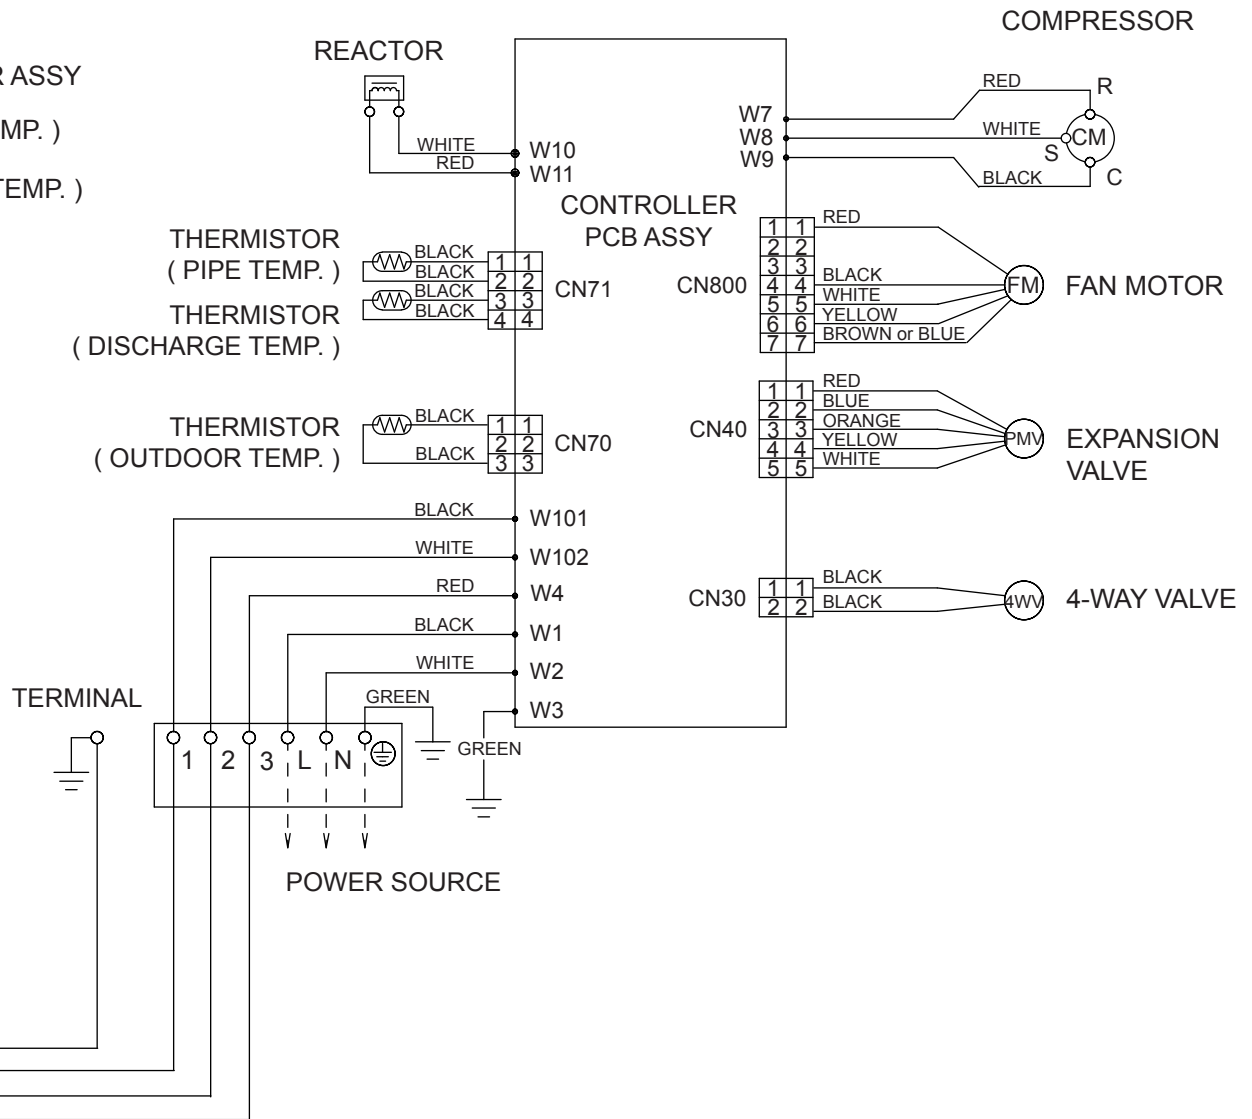 COMPRESSOR
REACTOR
R ASSY
EMP. )
TEMP. )
RED
R
W7
W8
WHITE
CM
S
W9
BLACK
C
WHITE
W10
RED
W11
CONTROLLER
PCB ASSY
THERMISTOR
( PIPE TEMP. )
BLACK
BLACK
BLACK
BLACK
1 1
2 2
3 3
4 4
CN71
THERMISTOR
( DISCHARGE TEMP. )
CN800
1 1
2 2
3 3
4 4
5 5
6 6
7 7
RED
BLACK
WHITE
YELLOW
BROWN or BLUE
FM
FAN MOTOR
THERMISTOR
( OUTDOOR TEMP. )
BLACK
BLACK
1 1
2 2
3 3
CN70
CN40
1 1
2 2
3 3
4 4
5 5
RED
BLUE
ORANGE
YELLOW
WHITE
PMV
EXPANSION
VALVE
BLACK
W101
WHITE
W102
RED
W4
BLACK
W1
WHITE
W2
GREEN
W3
GREEN
CN30
1 1
2 2
BLACK
BLACK
4WV
4-WAY VALVE
TERMINAL
1 2 3 L N
POWER SOURCE